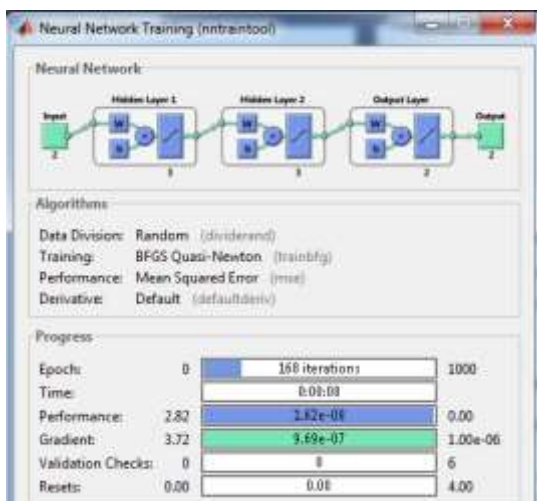 Neural Network Training (nntraintool)
Neural Network
Hidden Layer 1 Hidden Layer 2 Output Layer
Input Output
W W W
b b b
2 3 3 2 2
Algorithms
Data Division: Random (dividerand)
Training: BFGS Quasi-Newton (trainbfg)
Performance: Mean Squared Error (mse)
Derivative: Default (defaultderiv)
Progress
Epoch: 0 168 iterations 1000
Time: 0:00:08
Performance: 2.82 0.00
Gradient: 3.72 9.69e-07 1.00e-06
Validation Checks: 0 0 6
Resets: 0.00 0.00 4.00